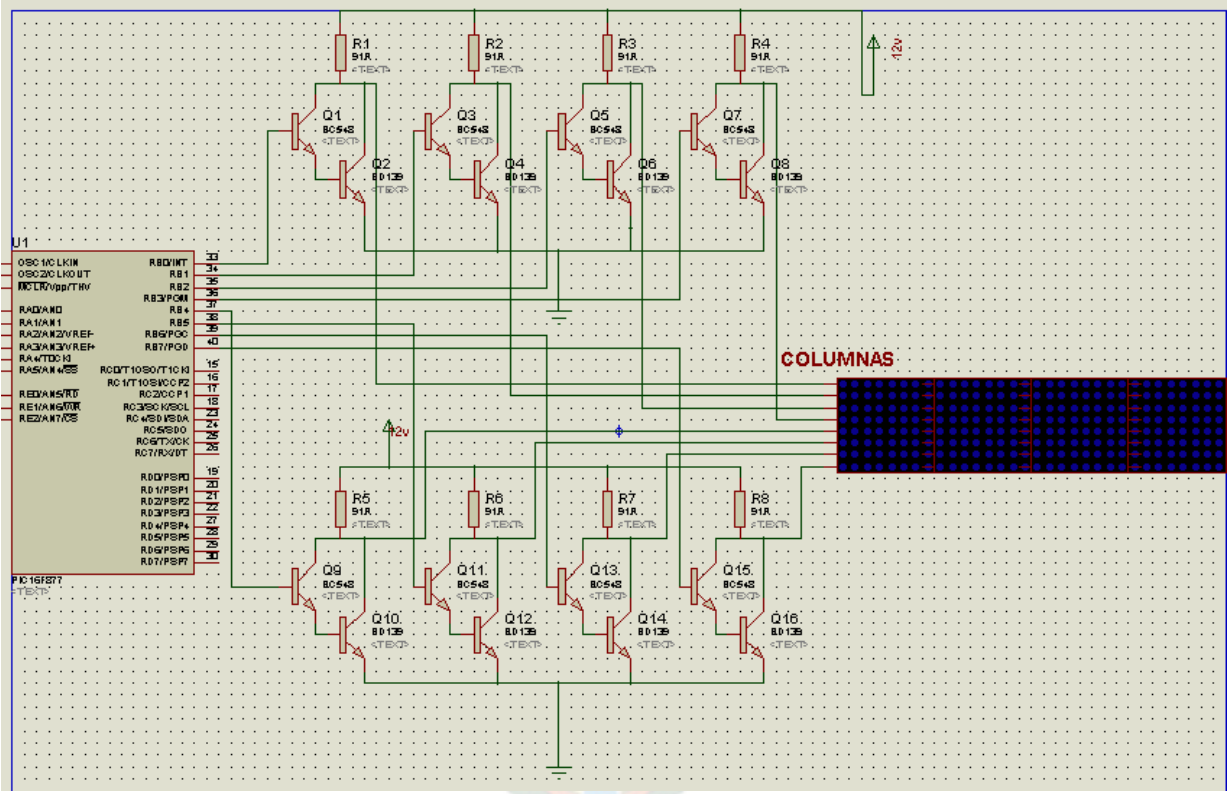 R1
91R
<TEXT>
R2
91R
<TEXT>
R3
91R
<TEXT>
R4
91R
<TEXT>
12v
Q1
BC548
<TEXT>
Q3
BC548
<TEXT>
Q5
BC548
<TEXT>
Q7
BC548
<TEXT>
Q2
BD139
<TEXT>
Q4
BD139
<TEXT>
Q6
BD139
<TEXT>
Q8
BD139
<TEXT>
U1
OSC1/CLKIN
OSC2/CLKOUT
MCLR/Vpp/THV
RA0/AN0
RA1/AN1
RA2/AN2/VREF-
RA3/AN3/VREF+
RA4/T0CKI
RA5/AN4/SS
RE0/AN5/RD
RE1/AN6/WR
RE2/AN7/CS
RB0/INT 33
RB1 34
RB2 35
RB3/PGM 36
RB4 37
RB5 38
RB6/PGC 39
RB7/PGD 40
RC0/T1OSO/T1CKI 15
RC1/T1OSI/CCP2 16
RC2/CCP1 17
RC3/SCK/SCL 18
RC4/SDI/SDA 23
RC5/SDO 24
RC6/TX/CK 25
RC7/RX/DT 26
RD0/PSP0 19
RD1/PSP1 20
RD2/PSP2 21
RD3/PSP3 22
RD4/PSP4 27
RD5/PSP5 28
RD6/PSP6 29
RD7/PSP7 30
PIC16F877
<TEXT>
COLUMNAS
12v
R5
91R
<TEXT>
R6
91R
<TEXT>
R7
91R
<TEXT>
R8
91R
<TEXT>
Q9
BC548
<TEXT>
Q11
BC548
<TEXT>
Q13
BC548
<TEXT>
Q15
BC548
<TEXT>
Q10
BD139
<TEXT>
Q12
BD139
<TEXT>
Q14
BD139
<TEXT>
Q16
BD139
<TEXT>